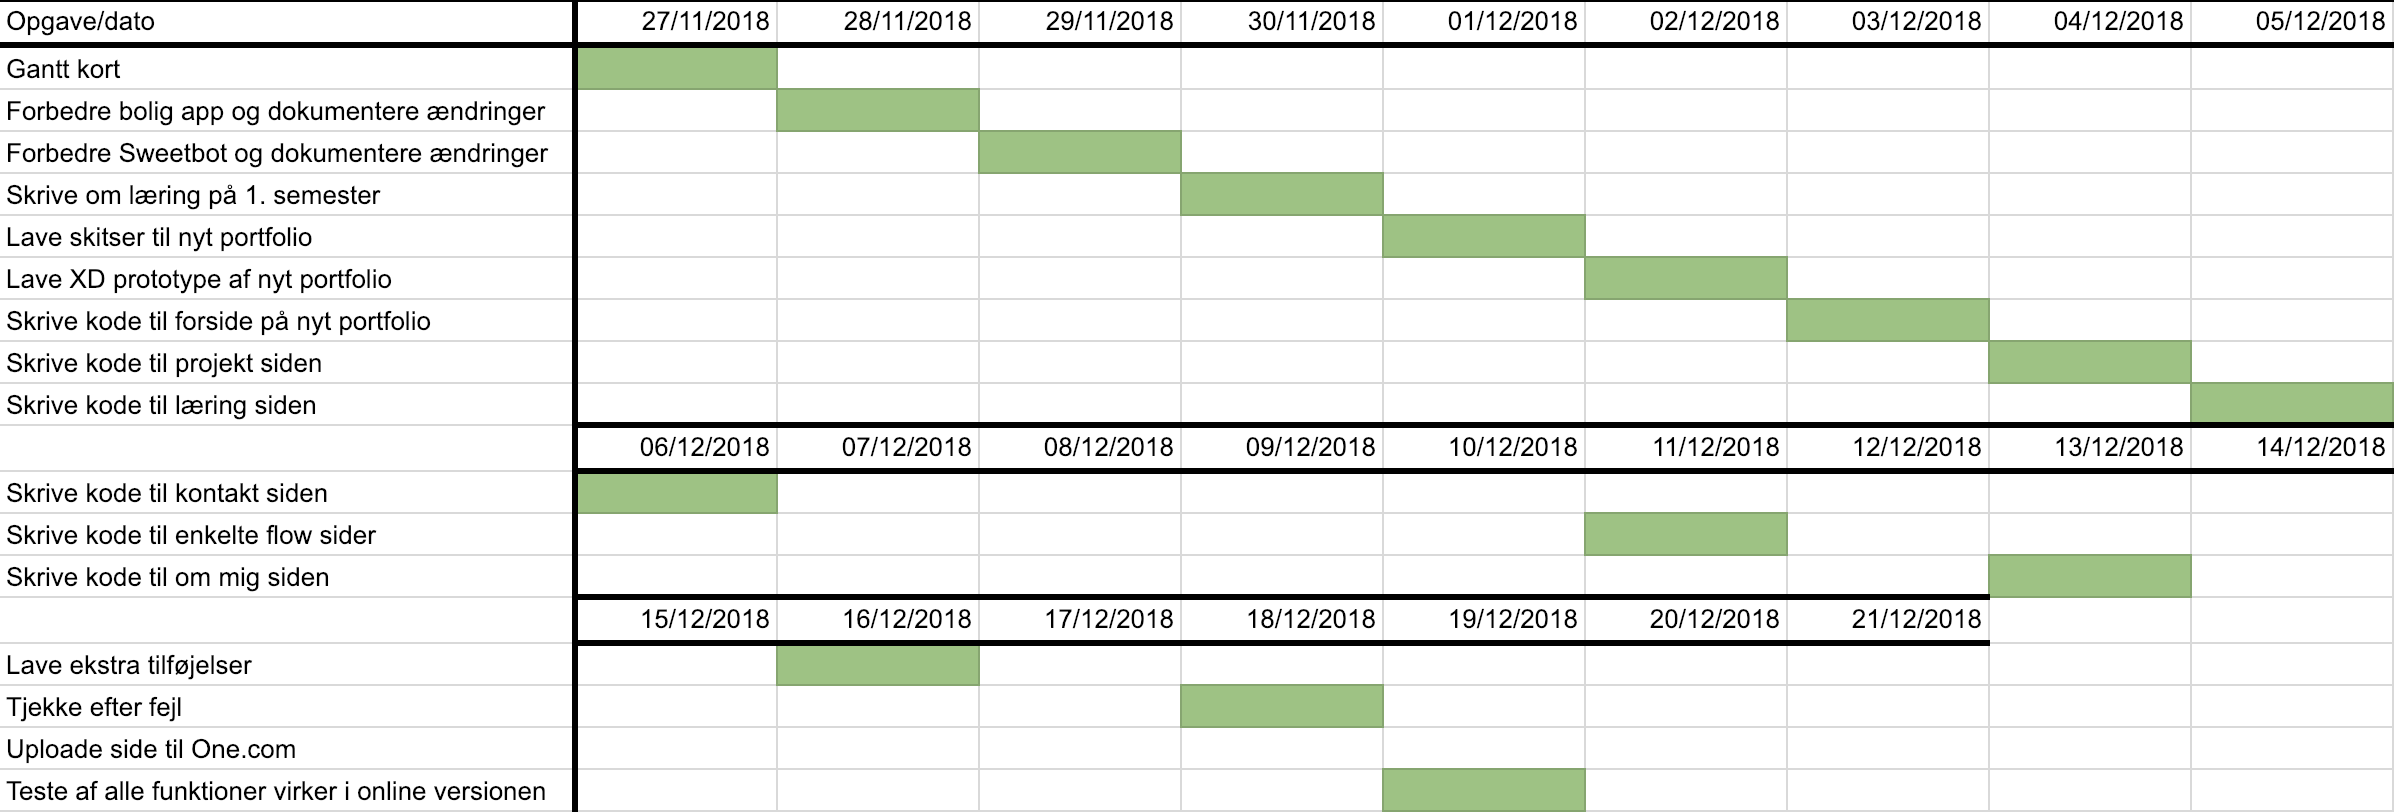 Opgave/dato 27/11/2018 28/11/2018 29/11/2018 30/11/2018 01/12/2018 02/12/2018 03/12/2018 04/12/2018 05/12/2018
Gantt kort
Forbedre bolig app og dokumentere ændringer
Forbedre Sweetbot og dokumentere ændringer
Skrive om læring på 1. semester
Lave skitser til nyt portfolio
Lave XD prototype af nyt portfolio
Skrive kode til forside på nyt portfolio
Skrive kode til projekt siden
Skrive kode til læring siden
06/12/2018 07/12/2018 08/12/2018 09/12/2018 10/12/2018 11/12/2018 12/12/2018 13/12/2018 14/12/2018
Skrive kode til kontakt siden
Skrive kode til enkelte flow sider
Skrive kode til om mig siden
15/12/2018 16/12/2018 17/12/2018 18/12/2018 19/12/2018 20/12/2018 21/12/2018
Lave ekstra tilføjelser
Tjekke efter fejl
Uploade side til One.com
Teste af alle funktioner virker i online versionen